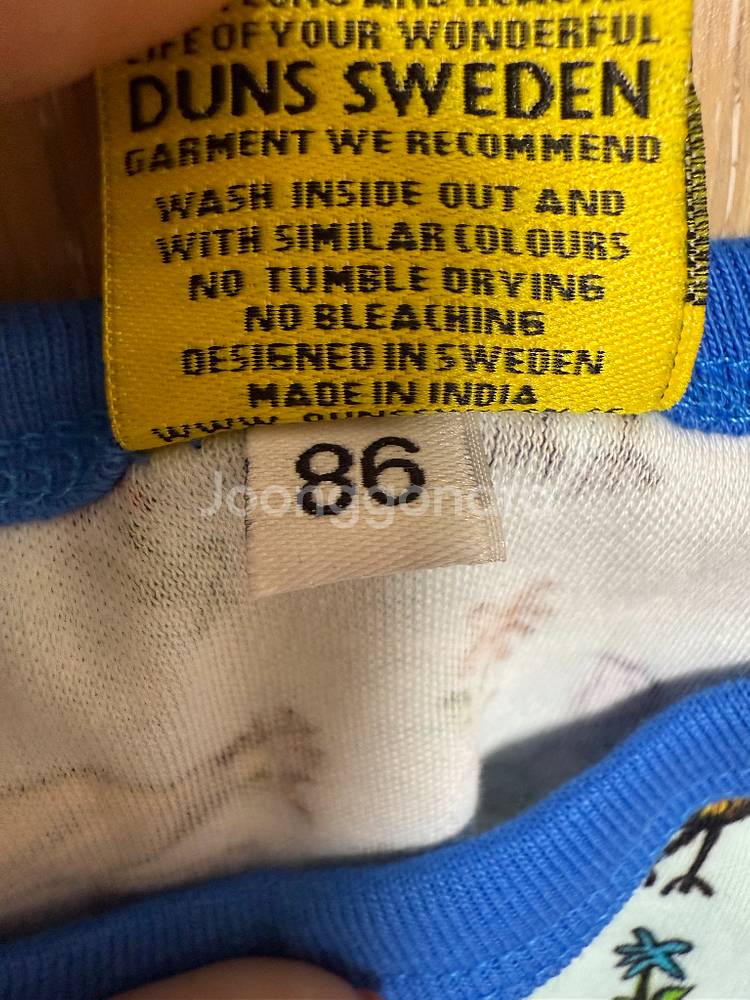 LIFE OF YOUR WONDERFUL
DUNS SWEDEN
GARMENT WE RECOMMEND
WASH INSIDE OUT AND
WITH SIMILAR COLOURS
NO TUMBLE DRYING
NO BLEACHING
DESIGNED IN SWEDEN
MADE IN INDIA
86
Joonggonara